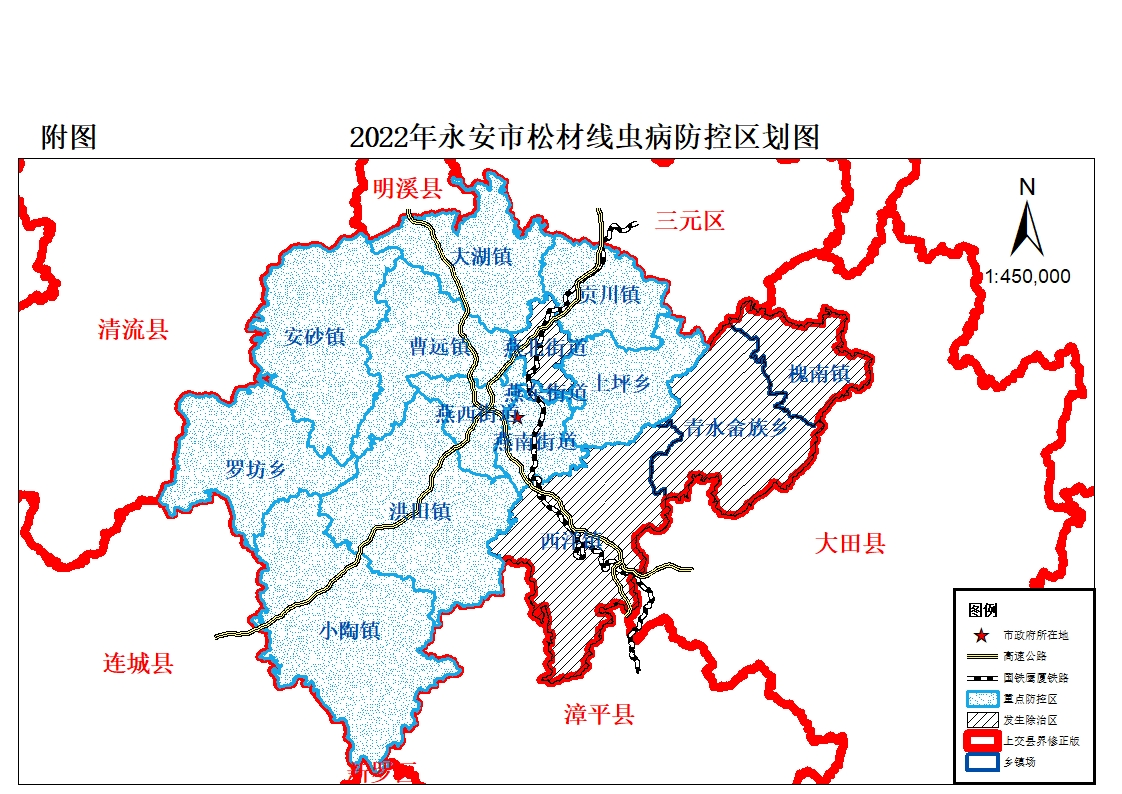 附图
2022年永安市松材线虫病防控区划图
明溪县
三元区
N
大湖镇
1:450,000
贡川镇
清流县
安砂镇
曹远镇
燕北街道
槐南镇
上坪乡
燕东街道
燕西街道
青水畲族乡
燕南街道
罗坊乡
洪田镇
西洋镇
大田县
小陶镇
连城县
漳平县
新罗区
图例
市政府所在地
高速公路
国铁鹰厦铁路
重点防控区
发生除治区
上交县界修正版
乡镇场